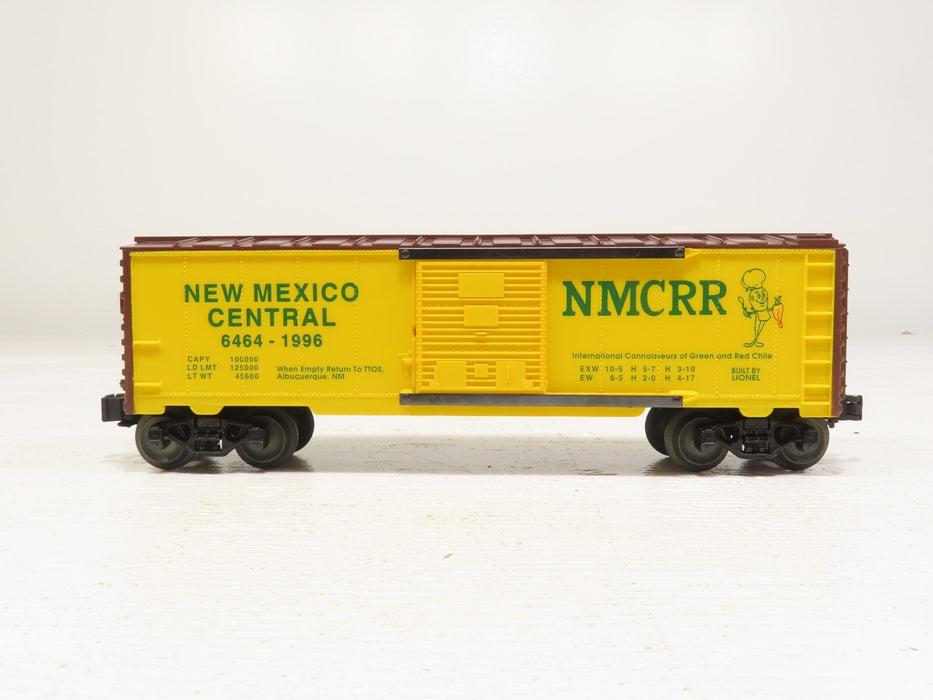 NEW MEXICO
CENTRAL
6464 - 1996
CAPY 106000
LD LMT 125000
LT WT 45600
When Empty Return To TTOS,
Albuquerque, NM
NMCRR
International Connoisseurs of Green and Red Chile
EXW 10-5 H 5-7 H 3-10
EW 6-5 H 2-0 H 4-17
BUILT BY
LIONEL